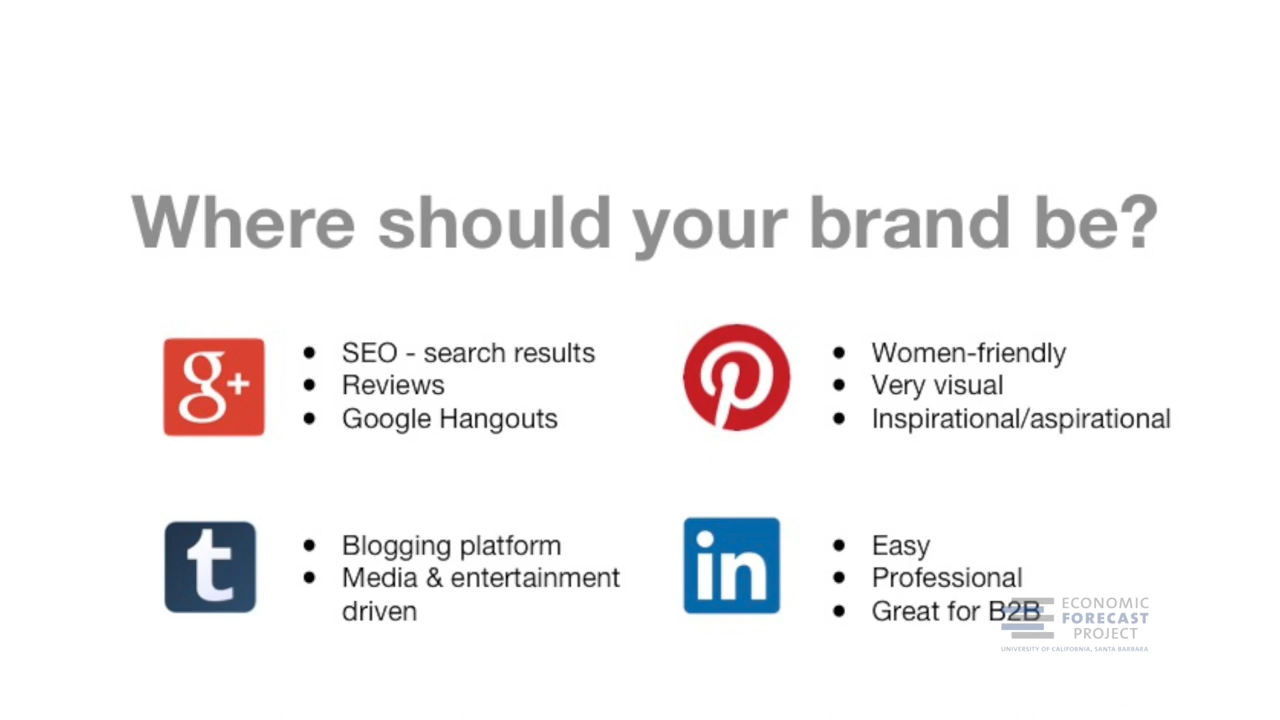 Where should your brand be?
g+
• SEO - search results
• Reviews
• Google Hangouts
p
• Women-friendly
• Very visual
• Inspirational/aspirational
t
• Blogging platform
• Media & entertainment
driven
in
• Easy
• Professional
• Great for B2B
ECONOMIC
FORECAST
PROJECT
UNIVERSITY OF CALIFORNIA, SANTA BARBARA